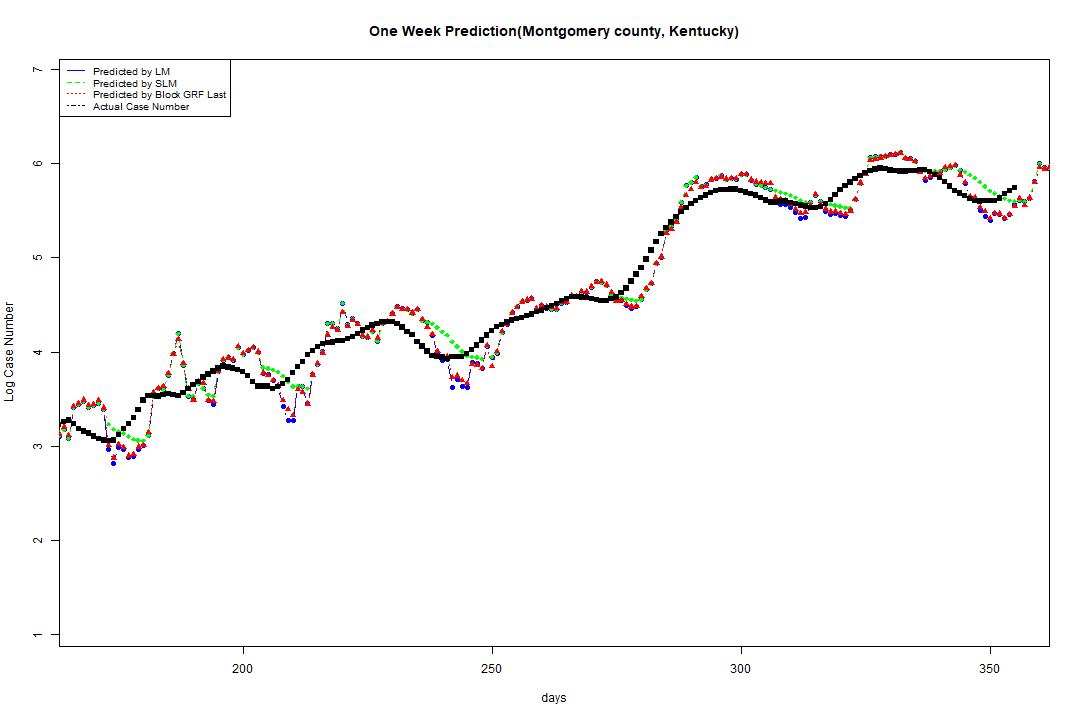 One Week Prediction(Montgomery county, Kentucky)
Predicted by LM
Predicted by SLM
Predicted by Block GRF Last
Actual Case Number
Log Case Number
7
6
5
4
3
2
1
200
250
300
350
days